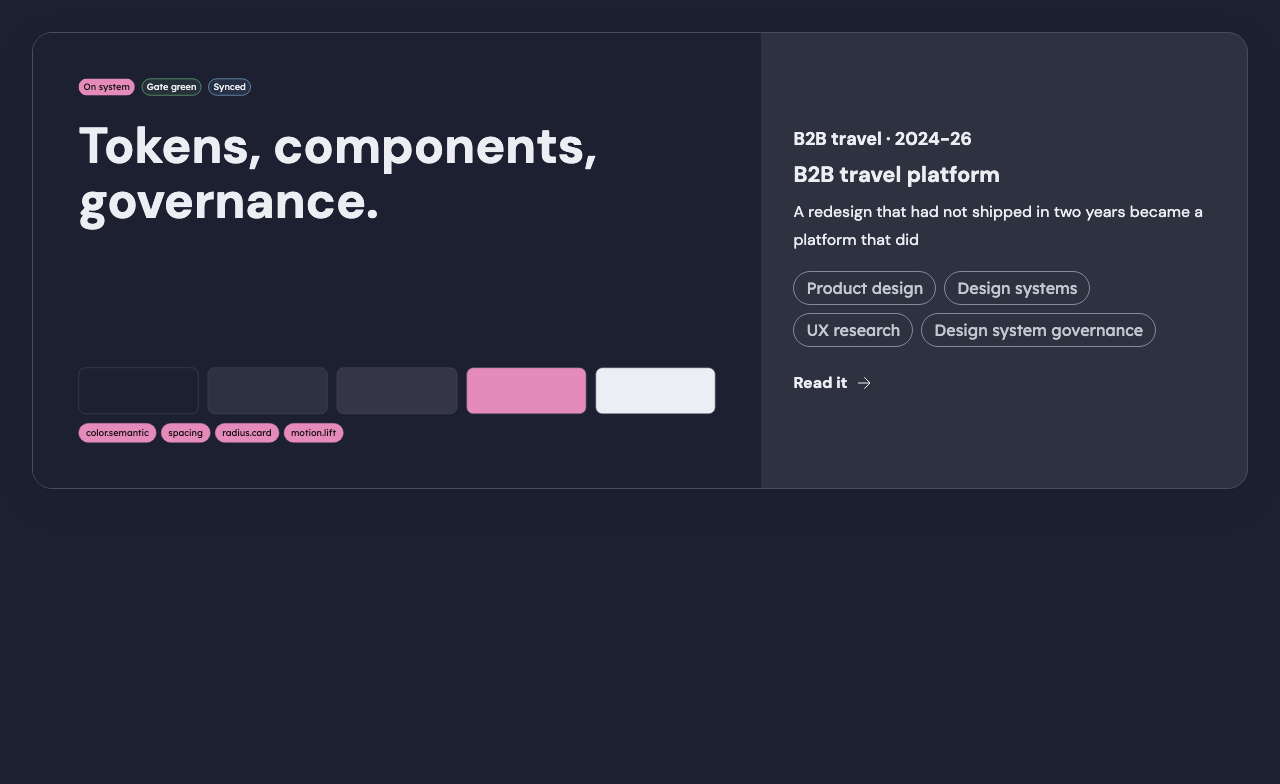 On system Gate green Synced
Tokens, components,
governance.
color.semantic spacing radius.card motion.lift
B2B travel · 2024–26
B2B travel platform
A redesign that had not shipped in two years became a
platform that did
Product design Design systems
UX research Design system governance
Read it